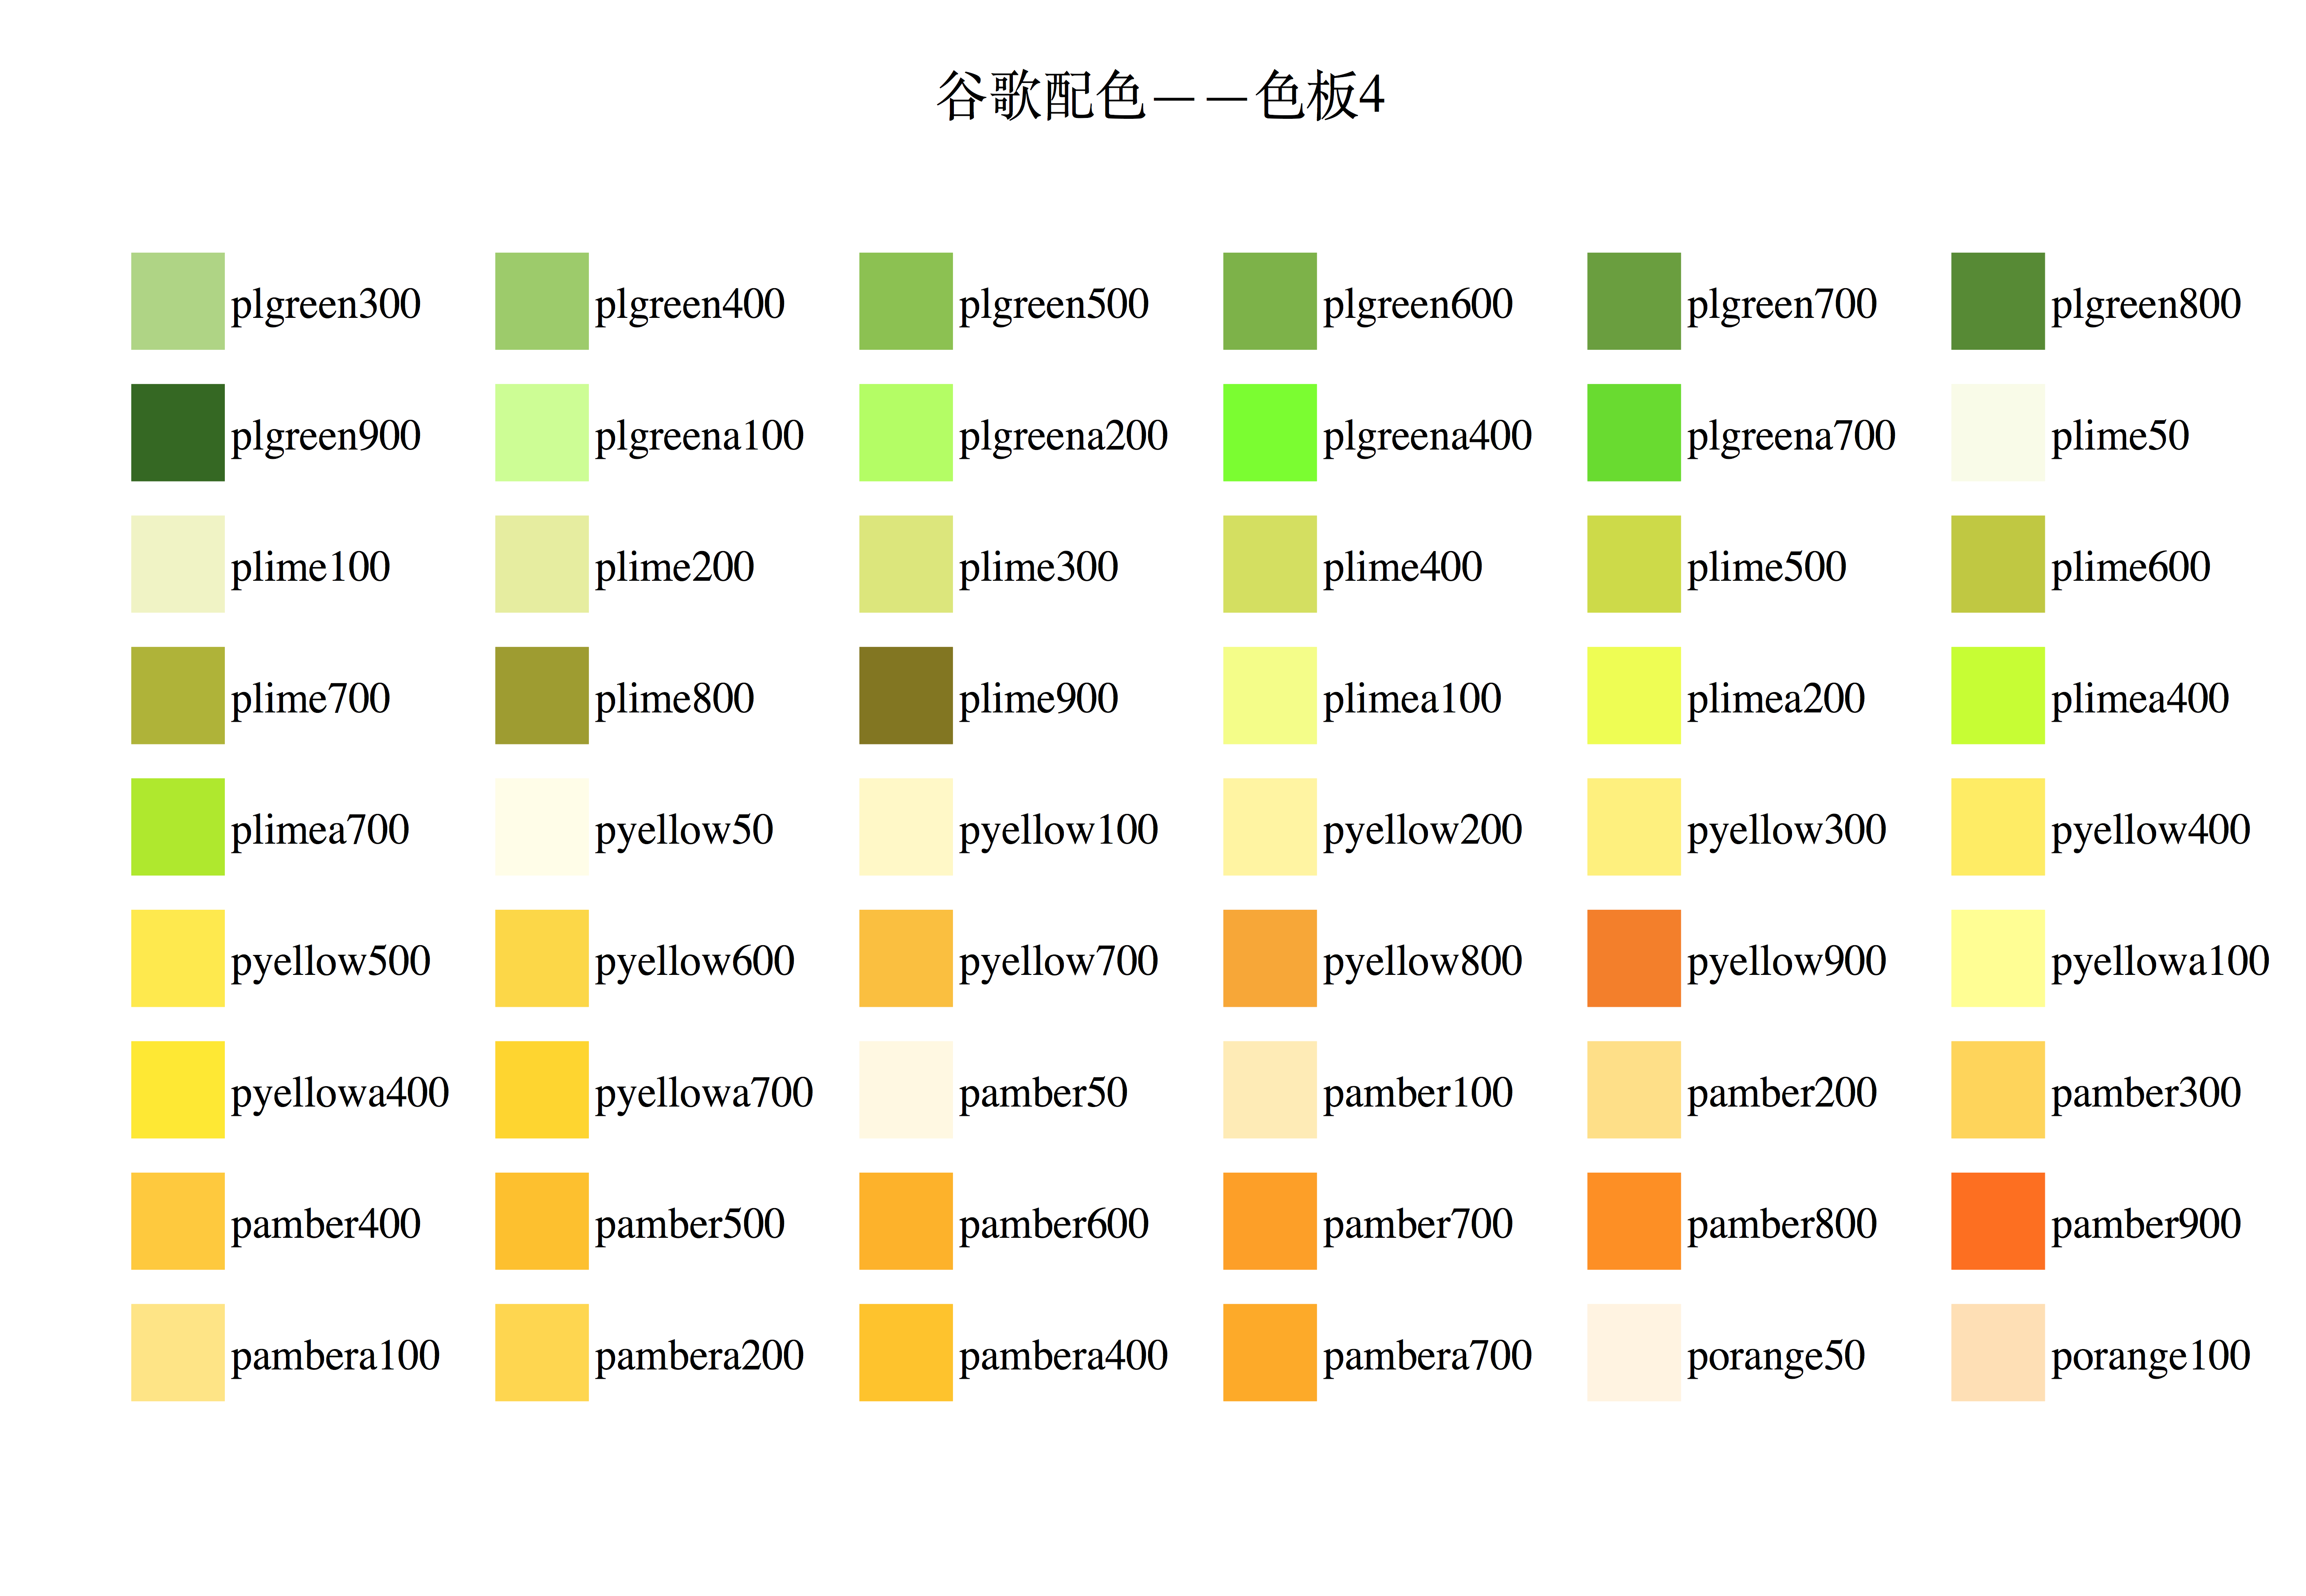 谷歌配色——色板4
plgreen300 plgreen400 plgreen500 plgreen600 plgreen700 plgreen800
plgreen900 plgreena100 plgreena200 plgreena400 plgreena700 plime50
plime100 plime200 plime300 plime400 plime500 plime600
plime700 plime800 plime900 plimea100 plimea200 plimea400
plimea700 pyellow50 pyellow100 pyellow200 pyellow300 pyellow400
pyellow500 pyellow600 pyellow700 pyellow800 pyellow900 pyellowa100
pyellowa400 pyellowa700 pamber50 pamber100 pamber200 pamber300
pamber400 pamber500 pamber600 pamber700 pamber800 pamber900
pambera100 pambera200 pambera400 pambera700 porange50 porange100